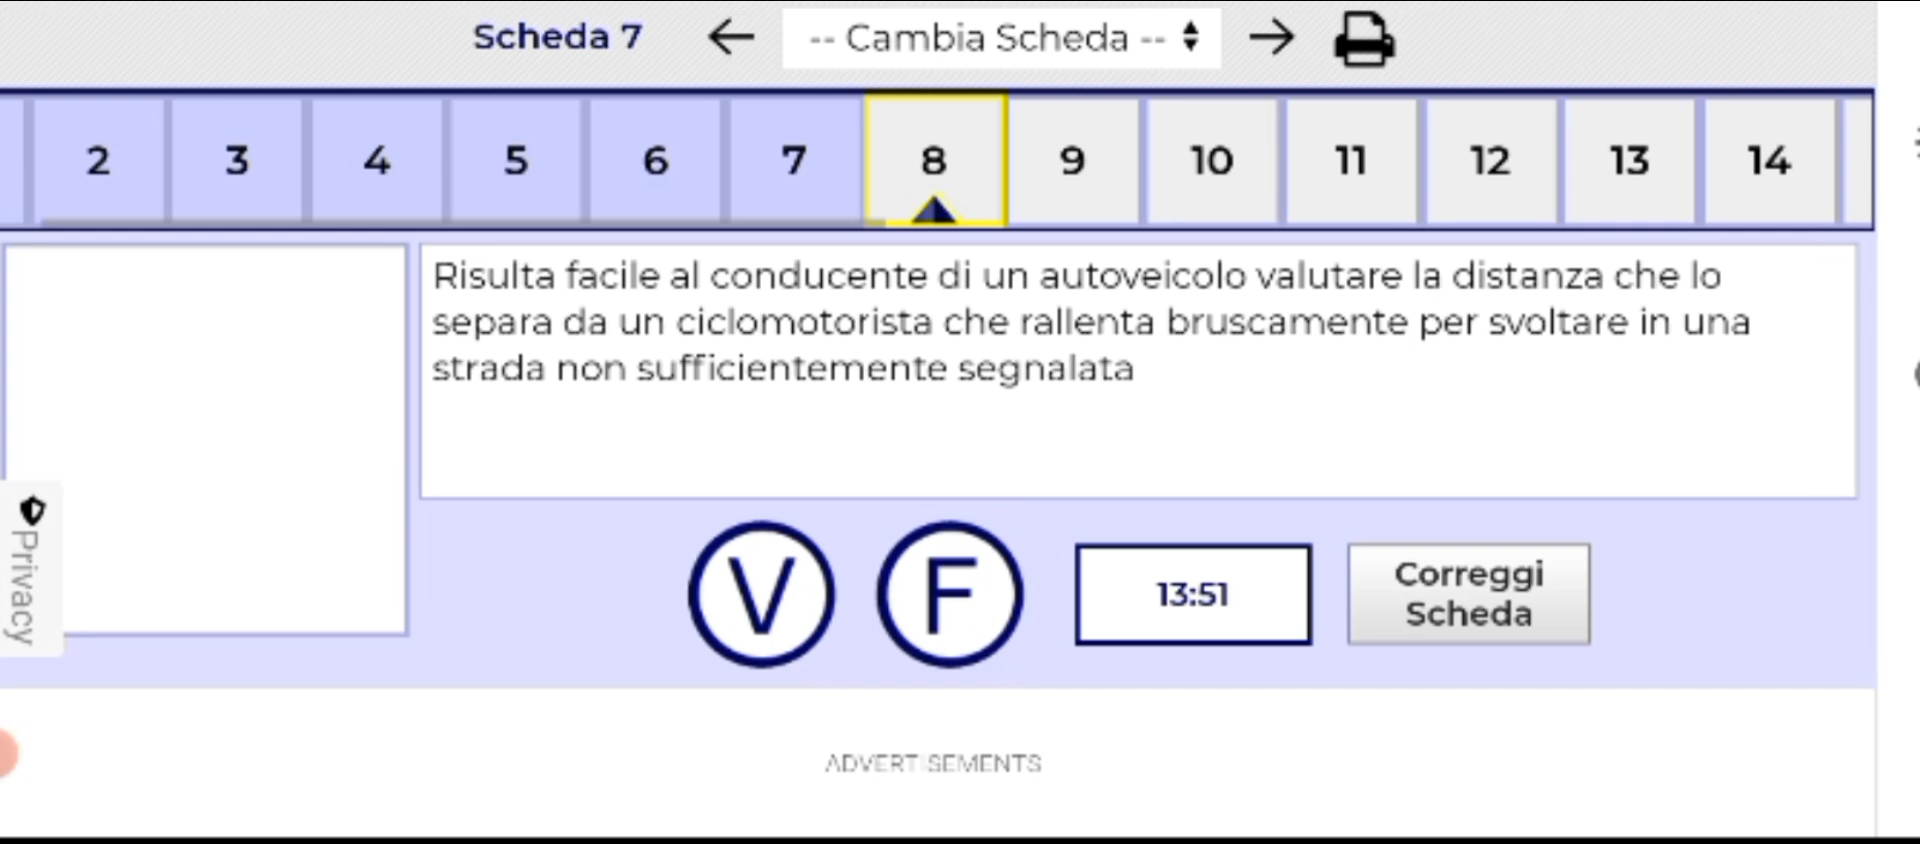 Scheda 7
-- Cambia Scheda --
2 3 4 5 6 7 8 9 10 11 12 13 14
Risulta facile al conducente di un autoveicolo valutare la distanza che lo
separa da un ciclomotorista che rallenta bruscamente per svoltare in una
strada non sufficientemente segnalata
Privacy
V F 13:51 Correggi
Scheda
ADVERTISEMENTS